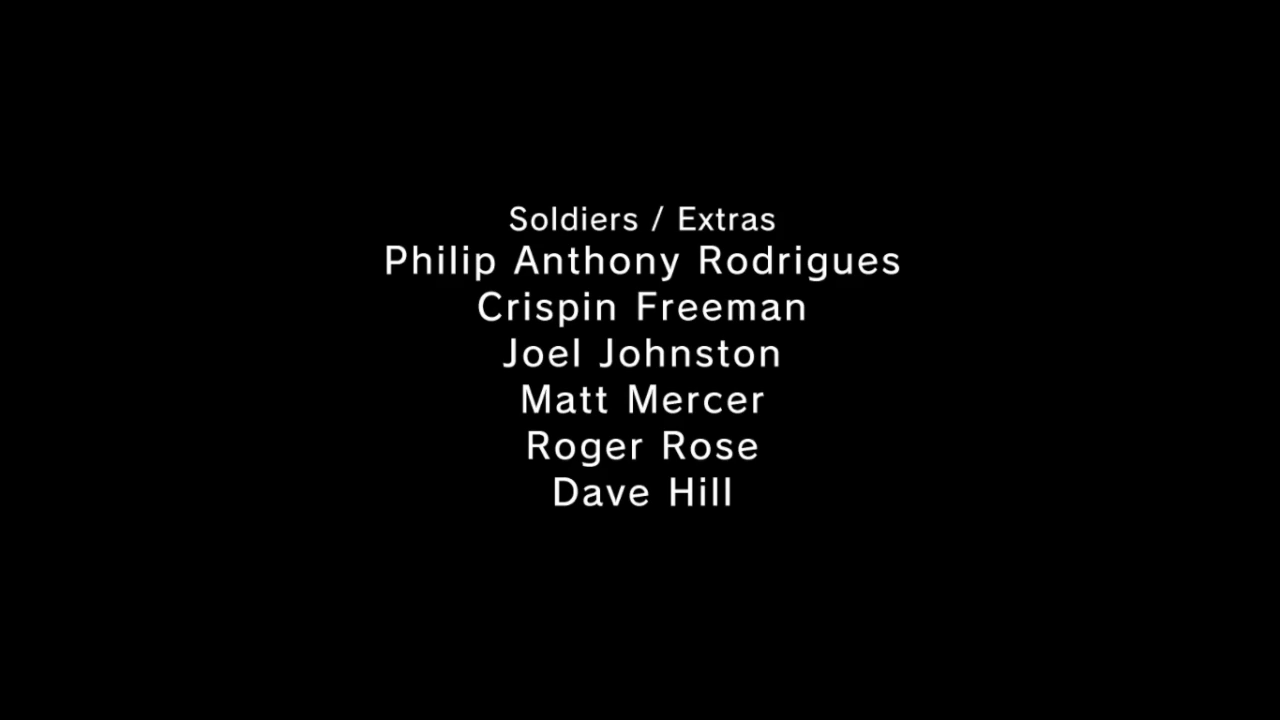 Soldiers / Extras
Philip Anthony Rodrigues
Crispin Freeman
Joel Johnston
Matt Mercer
Roger Rose
Dave Hill